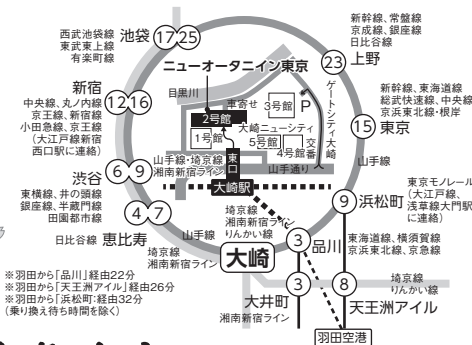 西武池袋線
東武東上線
有楽町線
池袋
17 25
新幹線、常磐線
京成線、銀座線
日比谷線
23
上野
ニューオータニイン東京
目黒川
車寄せ
2号館
3号館
P
1号館
大崎ニューシティ
5号館
4号館
交番
ゲートシティ大崎
東口
山手通り
新宿
12 16
中央線、丸ノ内線
京王線、新宿線
小田急線、京王線
(大江戸線新宿
西口駅に連絡)
新幹線、東海道線
総武快速線、中央線
京浜東北線・根岸
15
東京
山手線
山手線・埼京線
湘南新宿ライン
大崎駅
渋谷
6 9
東横線、井の頭線
銀座線、半蔵門線
田園都市線
4 7
日比谷線 恵比寿
山手線
埼京線
湘南新宿ライン
りんかい線
9
浜松町
東京モノレール
(大江戸線、
浅草線大門駅
に連絡)
埼京線
湘南新宿ライン
大崎
3
品川
東海道線、横須賀線
京浜東北線、京急線
3
大井町
湘南新宿ライン
8
天王洲アイル
埼京線
りんかい線
羽田空港
※羽田から「品川」経由22分
※羽田から「天王洲アイル」経由26分
※羽田から「浜松町:経由32分
(乗り換え待ち時間を除く)